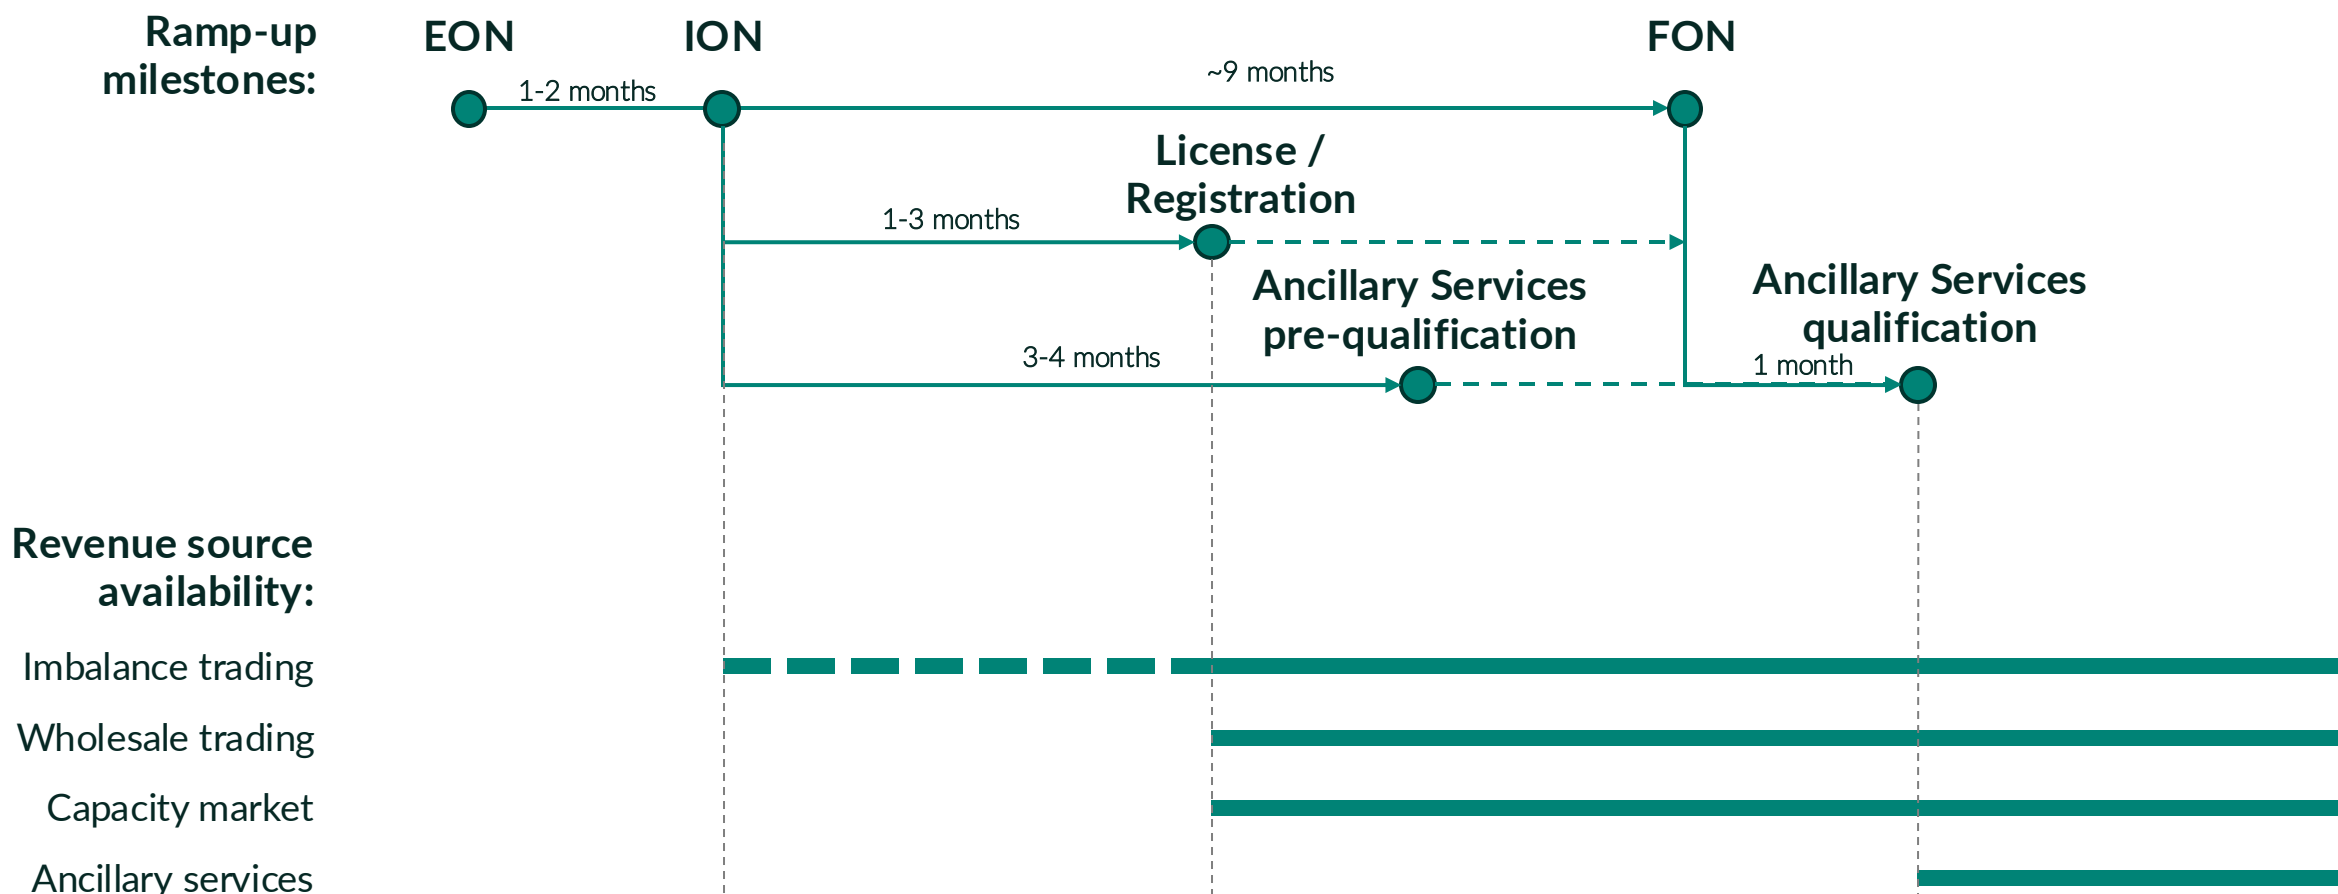 Ramp-up
milestones:
EON
ION
FON
1-2 months
~9 months
License /
Registration
1-3 months
Ancillary Services
pre-qualification
Ancillary Services
qualification
3-4 months
1 month
Revenue source
availability:
Imbalance trading
Wholesale trading
Capacity market
Ancillary services